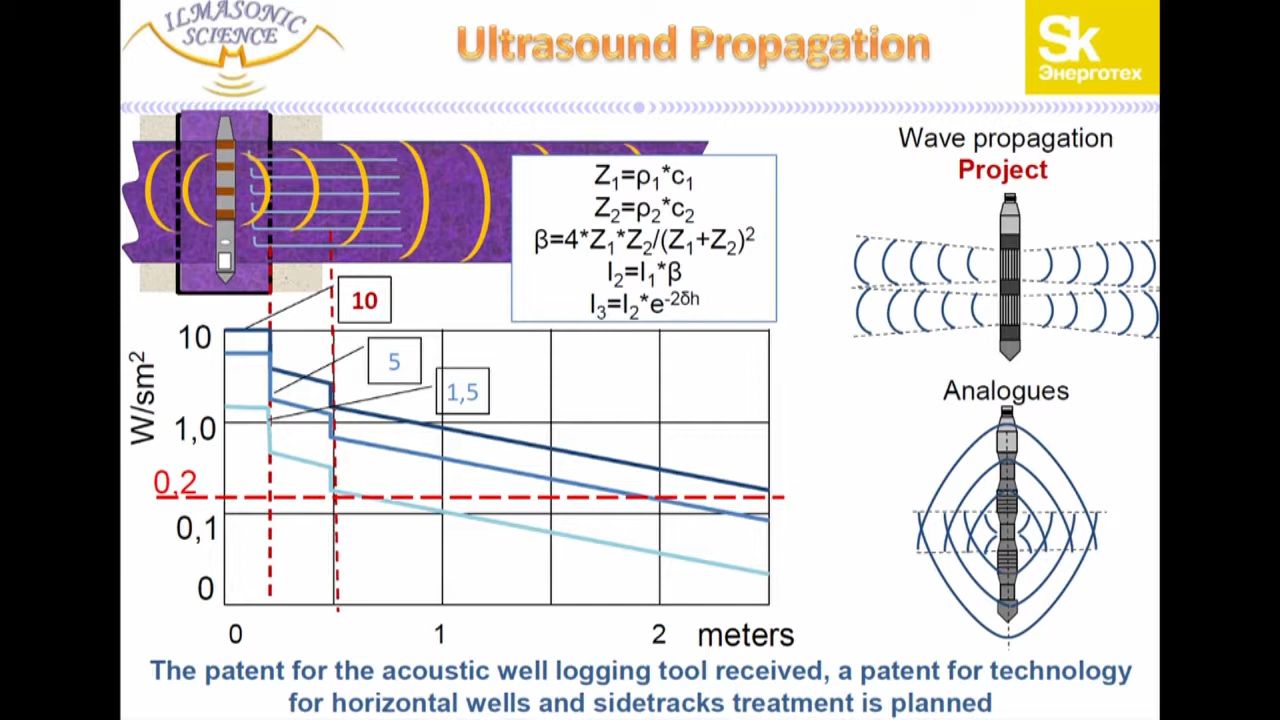 ILMASONIC
SCIENCE
Ultrasound Propagation
Sk
Энерготех
Z₁=ρ₁*c₁
Z₂=ρ₂*c₂
β=4*Z₁*Z₂/(Z₁+Z₂)²
I₂=I₁*β
I₃=I₂*e⁻²ᵟʰ
Wave propagation
Project
Analogues
10
5
1,5
W/sm²
10
1,0
0,2
0,1
0
0 1 2 meters
The patent for the acoustic well logging tool received, a patent for technology
for horizontal wells and sidetracks treatment is planned